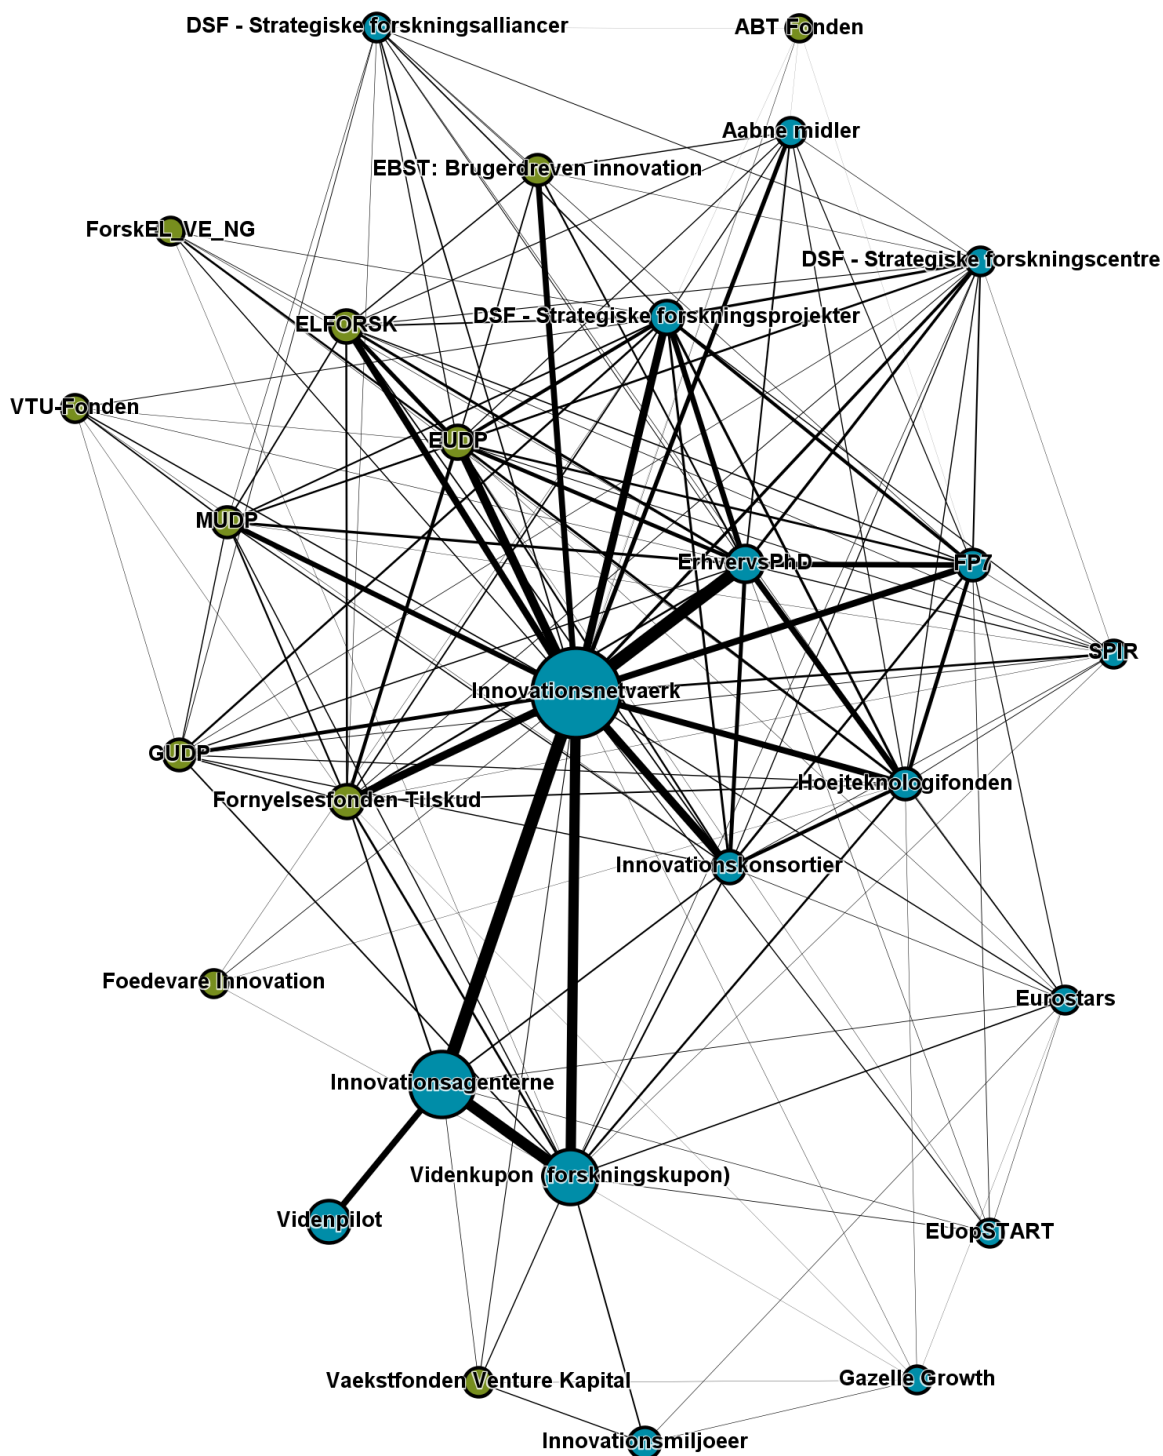 DSF - Strategiske forskningsalliancer
ABT Fonden
Aabne midler
EBST: Brugerdreven innovation
ForskEL_VE_NG
DSF - Strategiske forskningscentre
DSF - Strategiske forskningsprojekter
ELFORSK
VTU-Fonden
EUDP
MUDP
ErhvervsPhD
FP7
SPIR
Innovationsnetvaerk
GUDP
Hoejteknologifonden
Fornyelsesfonden Tilskud
Innovationskonsortier
Foedevare Innovation
Eurostars
Innovationsagenterne
Videnkupon (forskningskupon)
Videnpilot
EUopSTART
Vaekstfonden Venture Kapital
Gazelle Growth
Innovationsmiljoeer